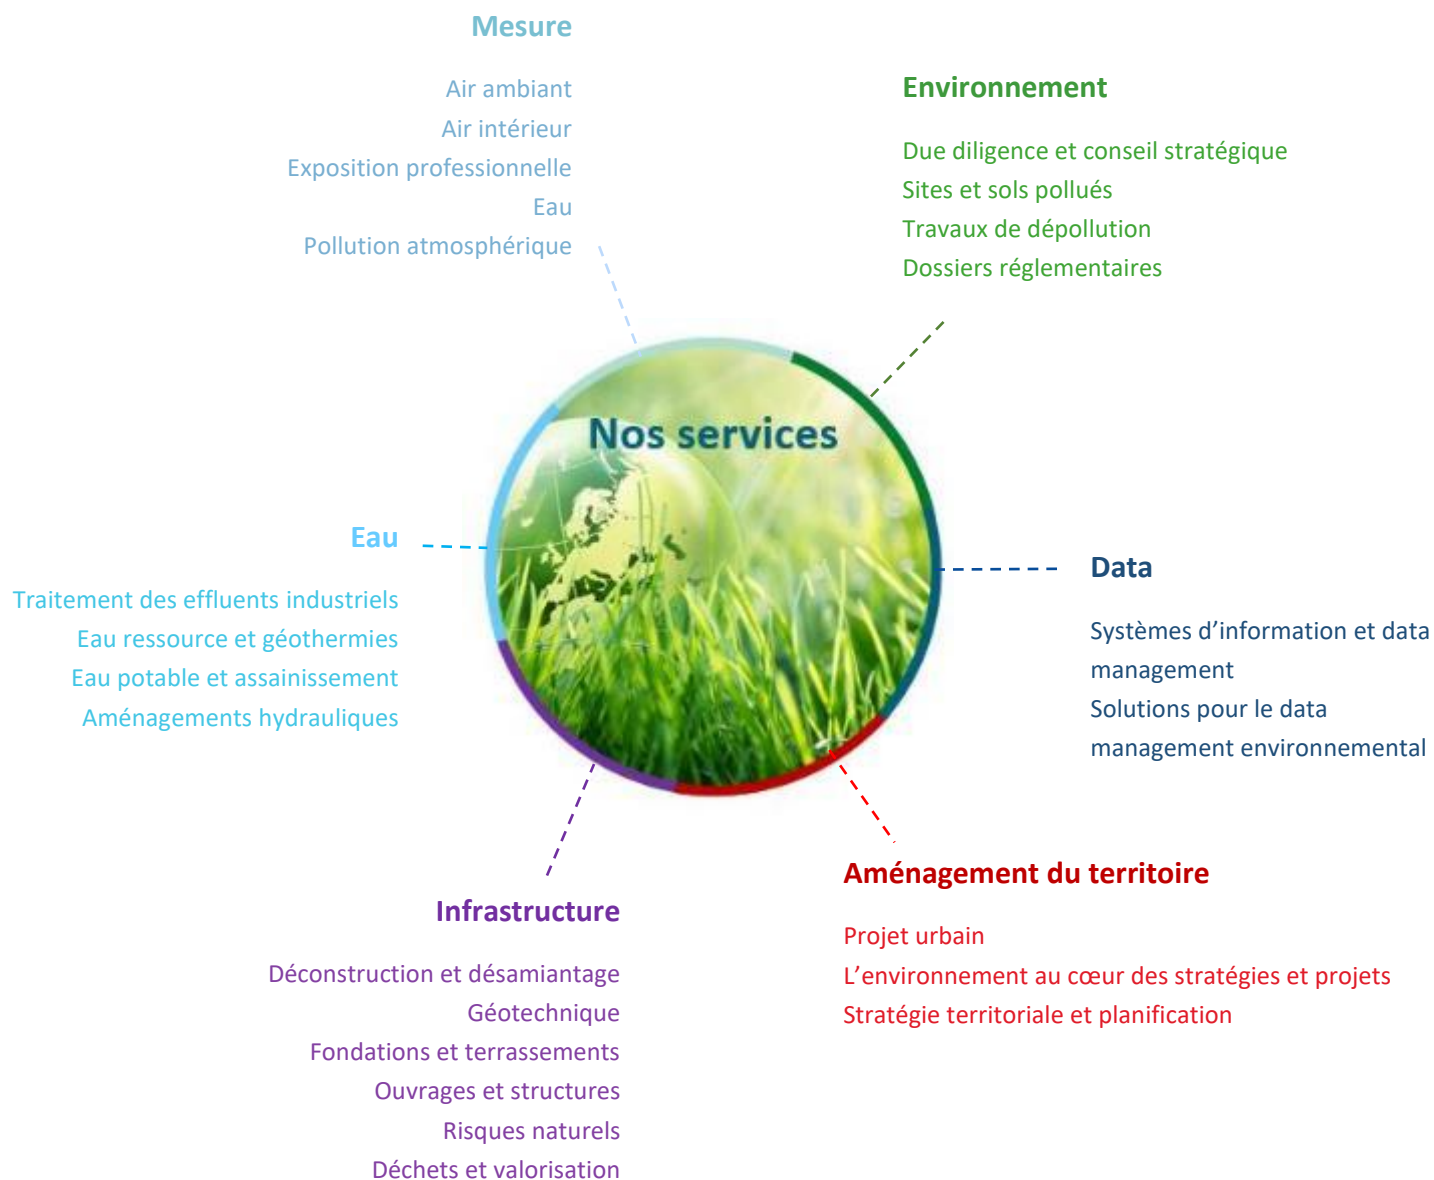 Mesure
Air ambiant
Air intérieur
Exposition professionnelle
Eau
Pollution atmosphérique
Environnement
Due diligence et conseil stratégique
Sites et sols pollués
Travaux de dépollution
Dossiers réglementaires
Nos services
Eau
Traitement des effluents industriels
Eau ressource et géothermies
Eau potable et assainissement
Aménagements hydrauliques
Data
Systèmes d’information et data
management
Solutions pour le data
management environnemental
Infrastructure
Déconstruction et désamiantage
Géotechnique
Fondations et terrassements
Ouvrages et structures
Risques naturels
Déchets et valorisation
Aménagement du territoire
Projet urbain
L’environnement au cœur des stratégies et projets
Stratégie territoriale et planification